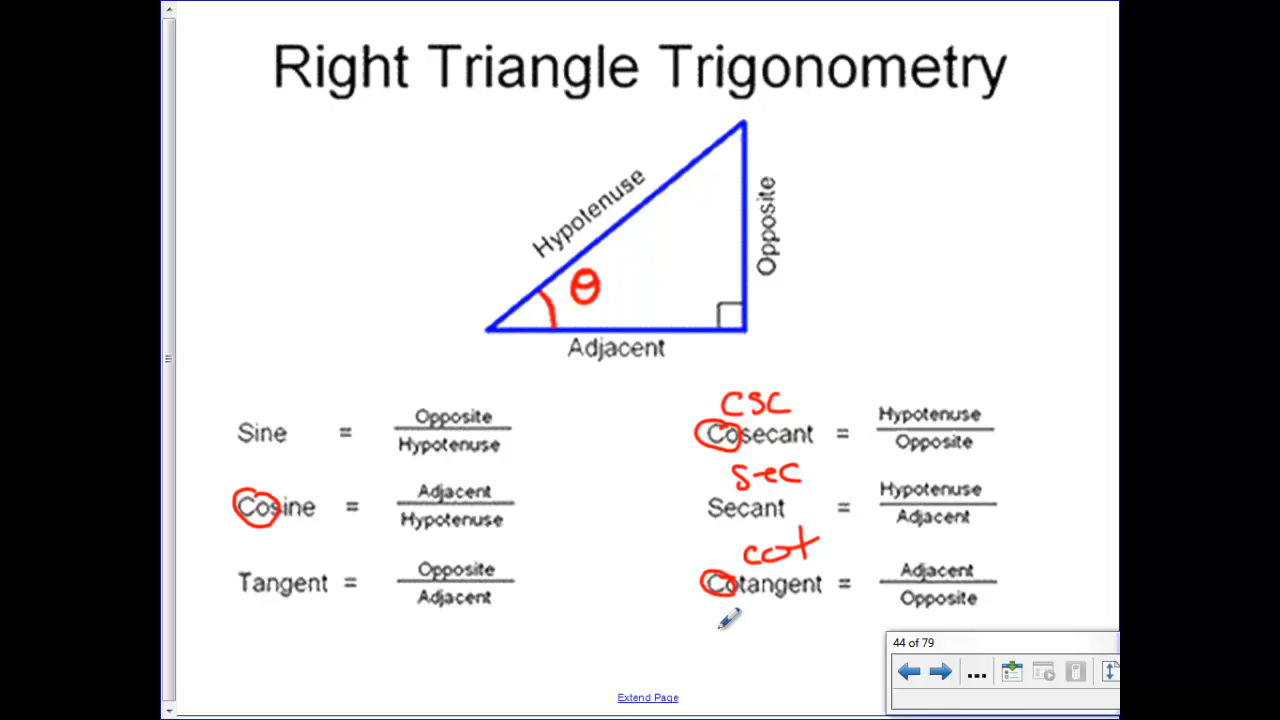 Right Triangle Trigonometry
Hypotenuse
Opposite
θ
Adjacent
Sine = Opposite
Hypotenuse
csc
Cosecant = Hypotenuse
Opposite
Cosine = Adjacent
Hypotenuse
sec
Secant = Hypotenuse
Adjacent
Tangent = Opposite
Adjacent
cot
Cotangent = Adjacent
Opposite
44 of 79
...
Extend Page